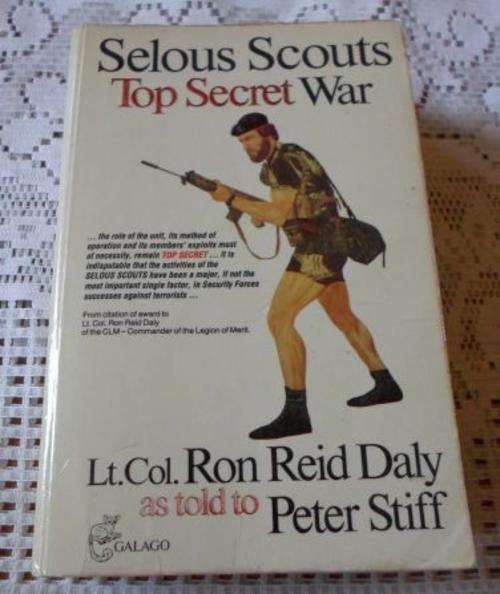 Selous Scouts
Top Secret War
... the role of the unit, its method of
operation and its members' exploits must
of necessity, remain TOP SECRET ... it is
indisputable that the activities of the
SELOUS SCOUTS have been a major, if not the
most important single factor, in Security Forces
successes against terrorists ...
From citation of award to
Lt. Col. Ron Reid Daly
of the CLM – Commander of the Legion of Merit.
Lt.Col. Ron Reid Daly
as told to Peter Stiff
GALAGO